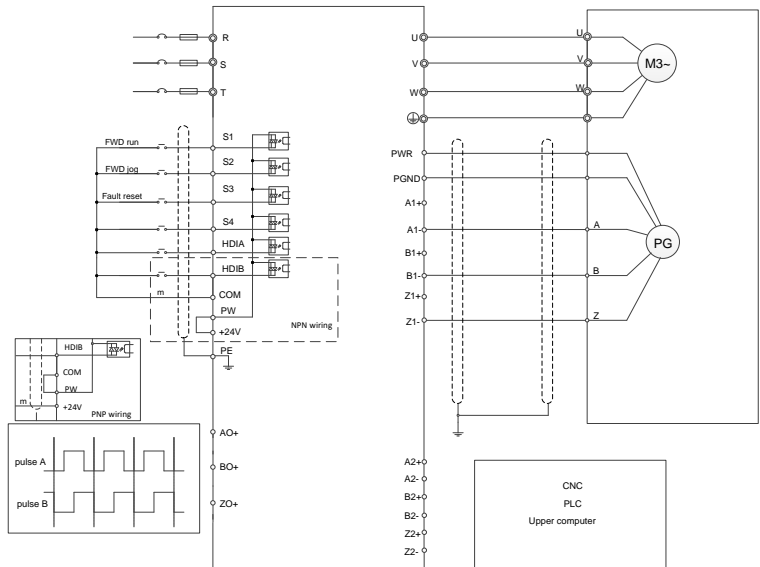 R
S
T
FWD run
S1
FWD jog
S2
Fault reset
S3
S4
HDIA
HDIB
m
COM
PW
+24V
NPN wiring
PE
HDIB
COM
PW
m
+24V
PNP wiring
pulse A
pulse B
AO+
BO+
ZO+
U
V
W
PWR
PGND
A1+
A1-
B1+
B1-
Z1+
Z1-
U
V
W
M3~
A
B
Z
PG
A2+
A2-
B2+
B2-
Z2+
Z2-
CNC
PLC
Upper computer